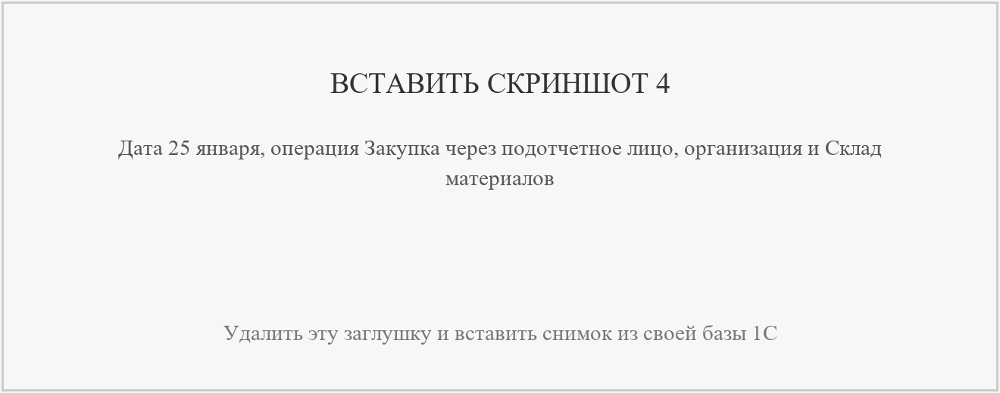 ВСТАВИТЬ СКРИНШОТ 4
Дата 25 января, операция Закупка через подотчетное лицо, организация и Склад
материалов
Удалить эту заглушку и вставить снимок из своей базы 1С